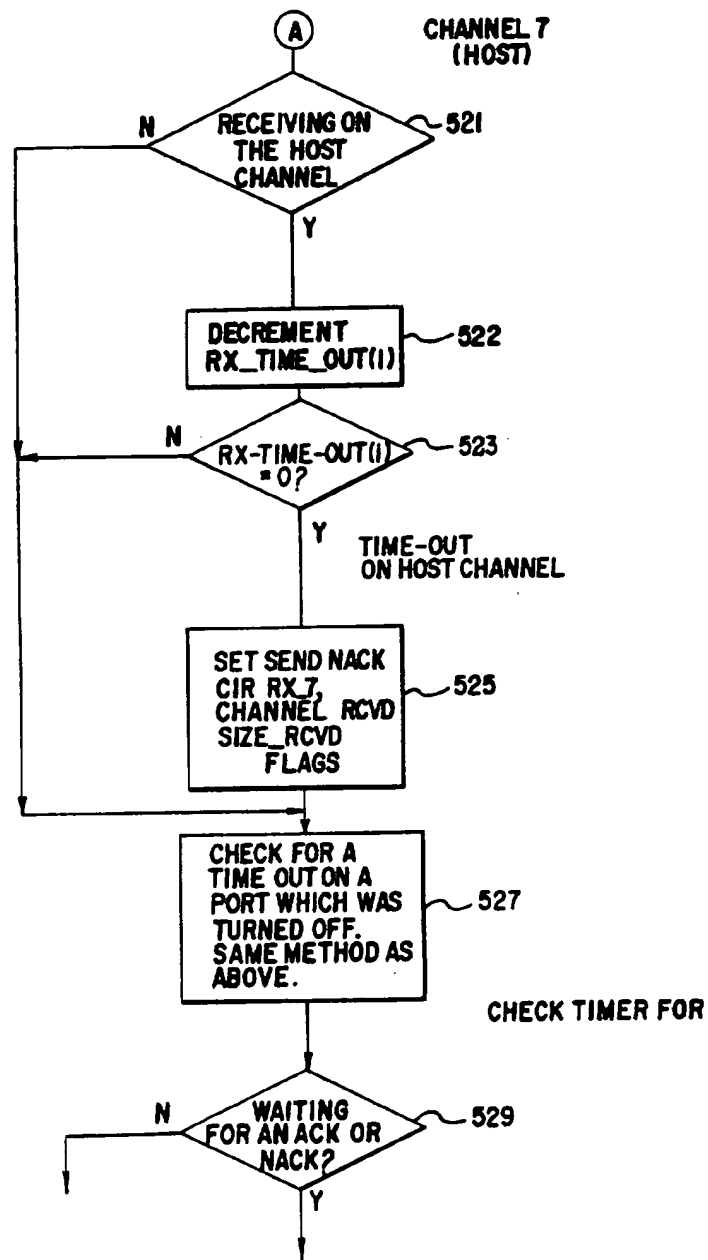 A
CHANNEL 7
(HOST)
N
RECEIVING ON
THE HOST
CHANNEL
521
Y
DECREMENT
RX_TIME_OUT(I)
522
N
RX-TIME-OUT(I)
=0?
523
Y
TIME-OUT
ON HOST CHANNEL
SET SEND NACK
CIR RX_7,
CHANNEL RCVD
SIZE_RCVD
FLAGS
525
CHECK FOR A
TIME OUT ON A
PORT WHICH WAS
TURNED OFF.
SAME METHOD AS
ABOVE.
527
CHECK TIMER FOR
N
WAITING
FOR AN ACK OR
NACK?
529
Y